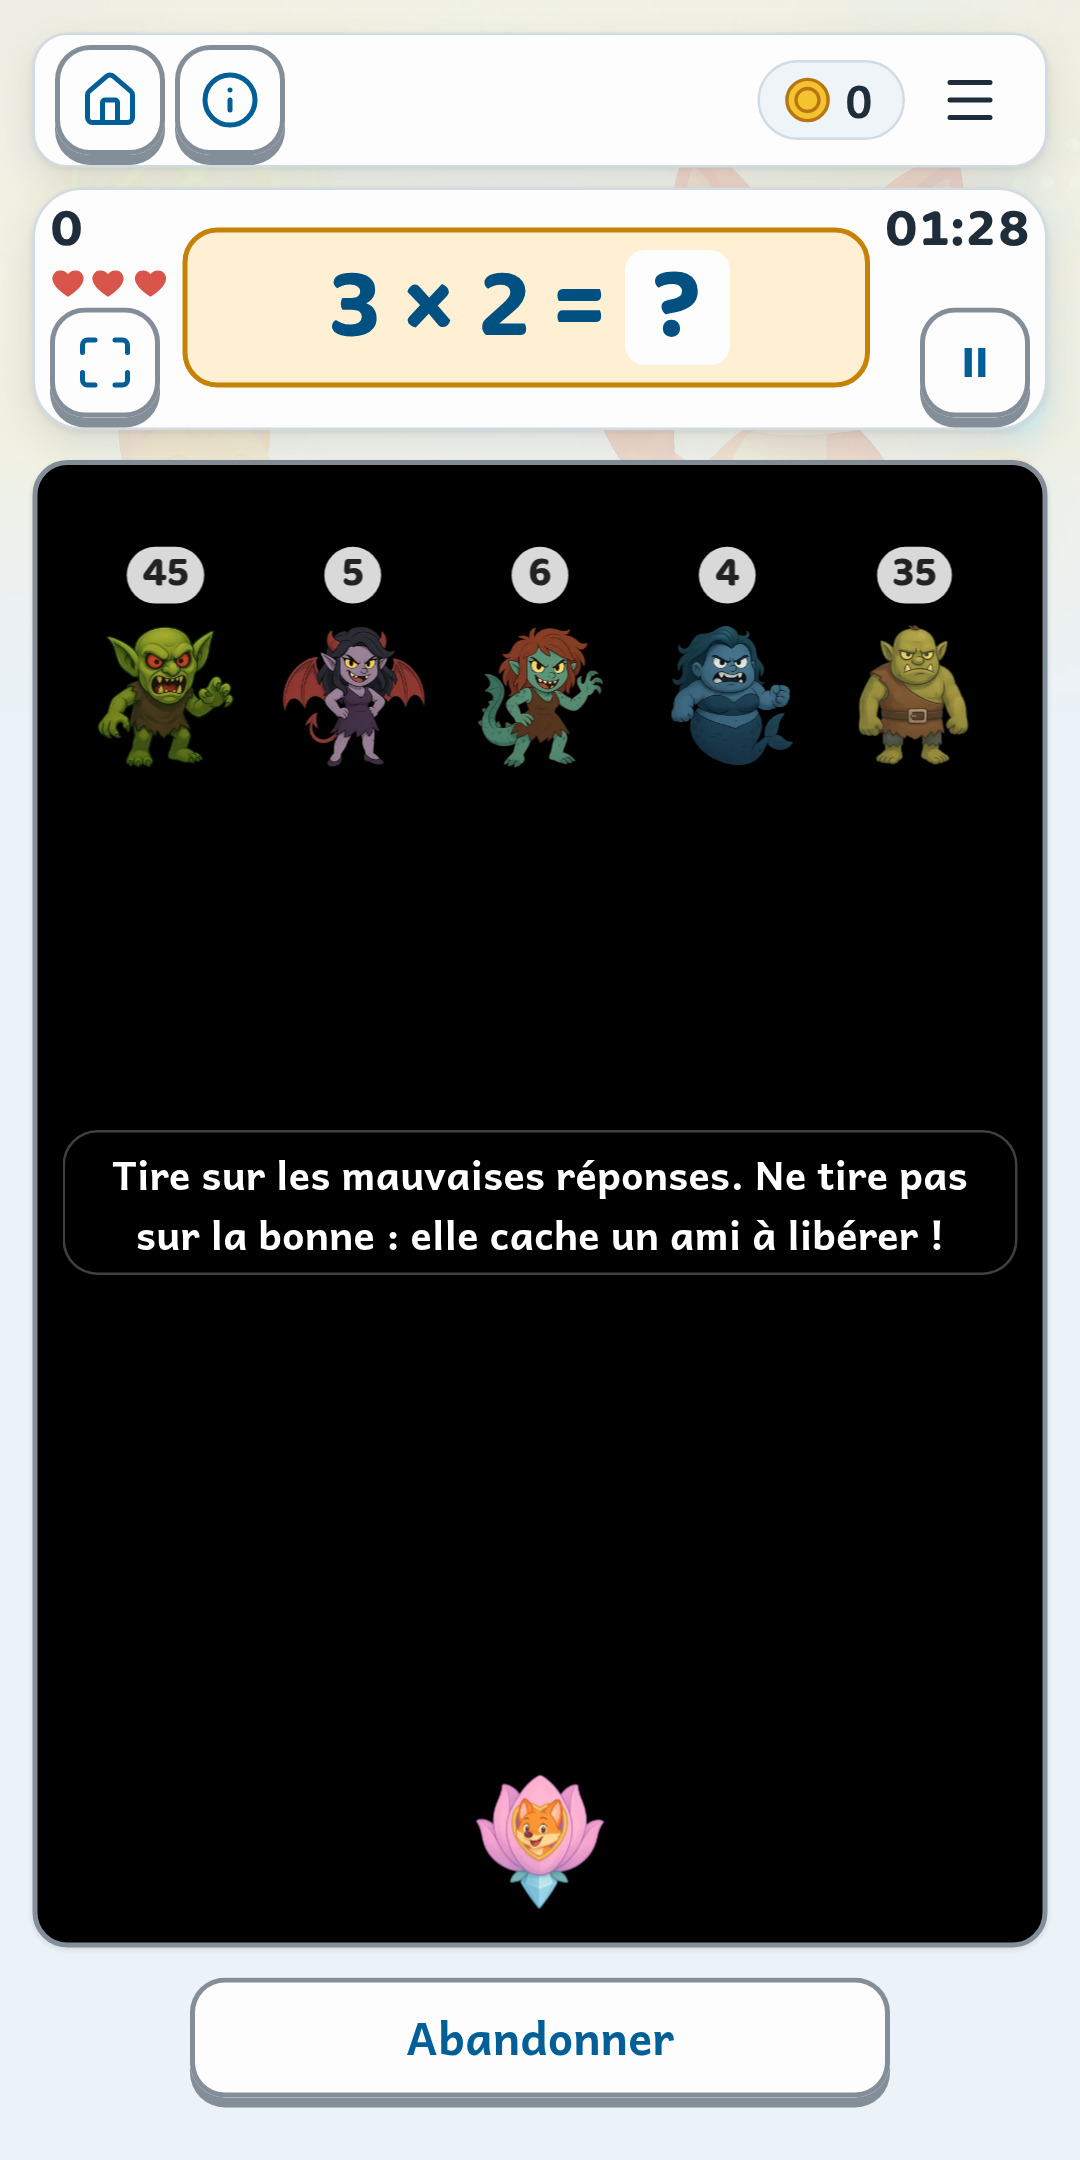 0
0
01:28
3 × 2 = ?
45 5 6 4 35
Tire sur les mauvaises réponses. Ne tire pas
sur la bonne : elle cache un ami à libérer !
Abandonner